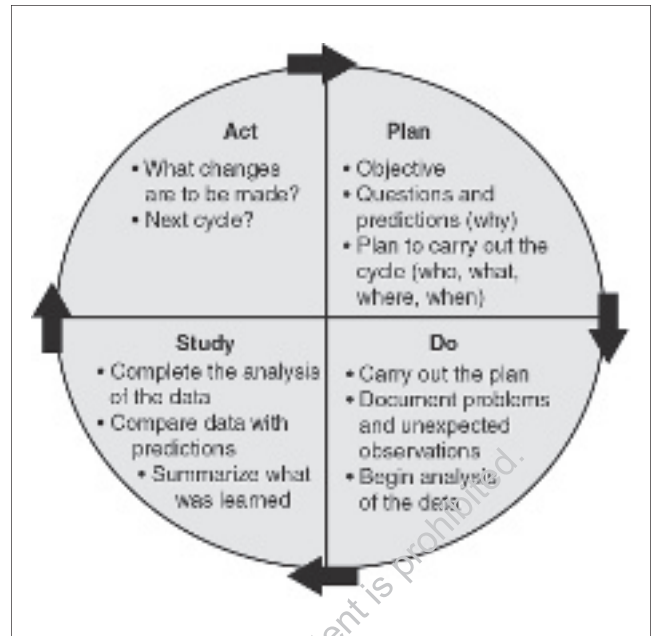 Act
• What changes
are to be made?
• Next cycle?
Plan
• Objective
• Questions and
predictions (why)
• Plan to carry out the
cycle (who, what,
where, when)
Study
• Complete the analysis
of the data
• Compare data with
predictions
• Summarize what
was learned
Do
• Carry out the plan
• Document problems
and unexpected
observations
• Begin analysis
of the data
is prohibited.